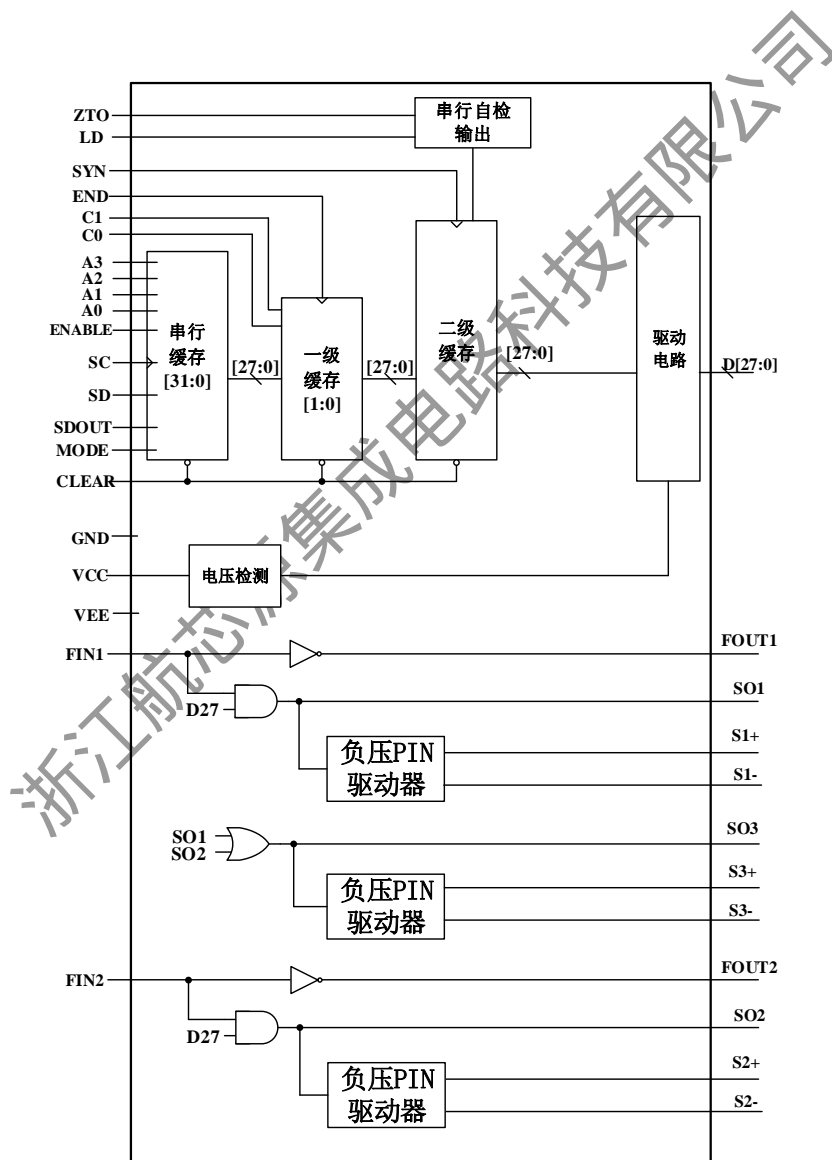 ZTO
LD
SYN
END
C1
C0
A3
A2
A1
A0
ENABLE
SC
SD
SDOUT
MODE
CLEAR
GND
VCC
VEE
串行自检
输出
串行
缓存
[31:0]
[27:0]
一级
缓存
[1:0]
[27:0]
二级
缓存
[27:0]
驱动
电路
D[27:0]
电压检测
FIN1
FOUT1
D27
SO1
负压PIN
驱动器
S1+
S1-
SO1
SO2
SO3
负压PIN
驱动器
S3+
S3-
FIN2
FOUT2
D27
SO2
负压PIN
驱动器
S2+
S2-
浙江航芯源集成电路科技有限公司